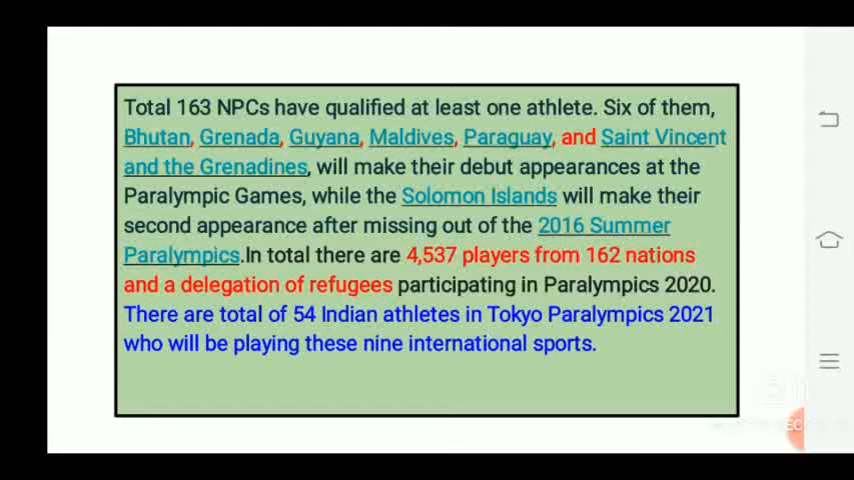 Total 163 NPCs have qualified at least one athlete. Six of them,
Bhutan, Grenada, Guyana, Maldives, Paraguay, and Saint Vincent
and the Grenadines, will make their debut appearances at the
Paralympic Games, while the Solomon Islands will make their
second appearance after missing out of the 2016 Summer
Paralympics.In total there are 4,537 players from 162 nations
and a delegation of refugees participating in Paralympics 2020.
There are total of 54 Indian athletes in Tokyo Paralympics 2021
who will be playing these nine international sports.